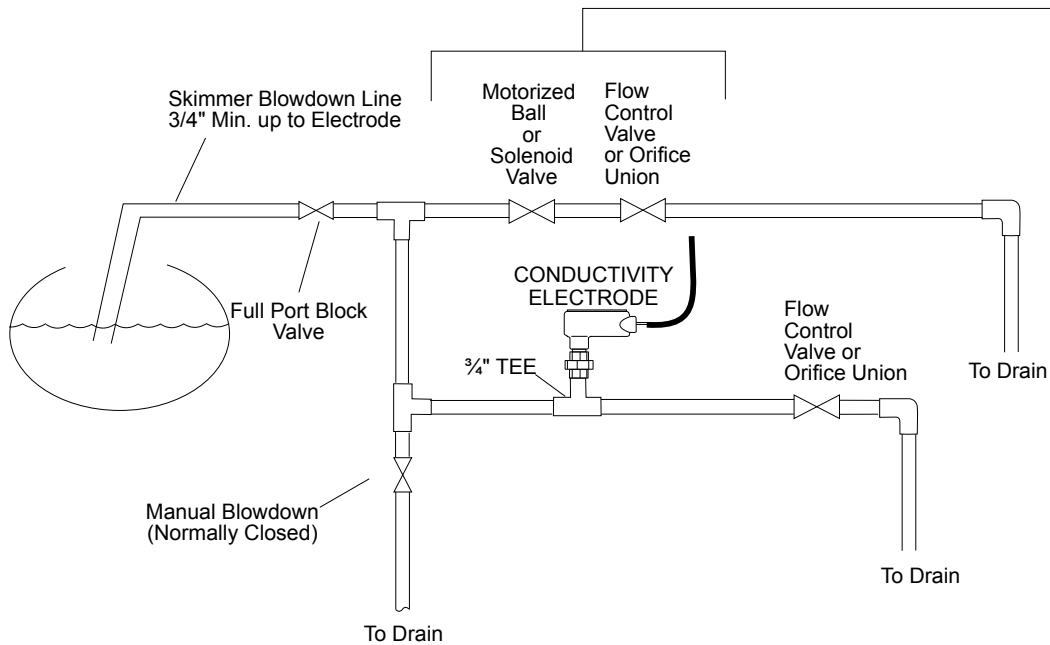 Skimmer Blowdown Line
3/4" Min. up to Electrode
Motorized
Ball
or
Solenoid
Valve
Flow
Control
Valve
or Orifice
Union
Full Port Block
Valve
CONDUCTIVITY
ELECTRODE
¾" TEE
Flow
Control
Valve or
Orifice Union
To Drain
Manual Blowdown
(Normally Closed)
To Drain
To Drain